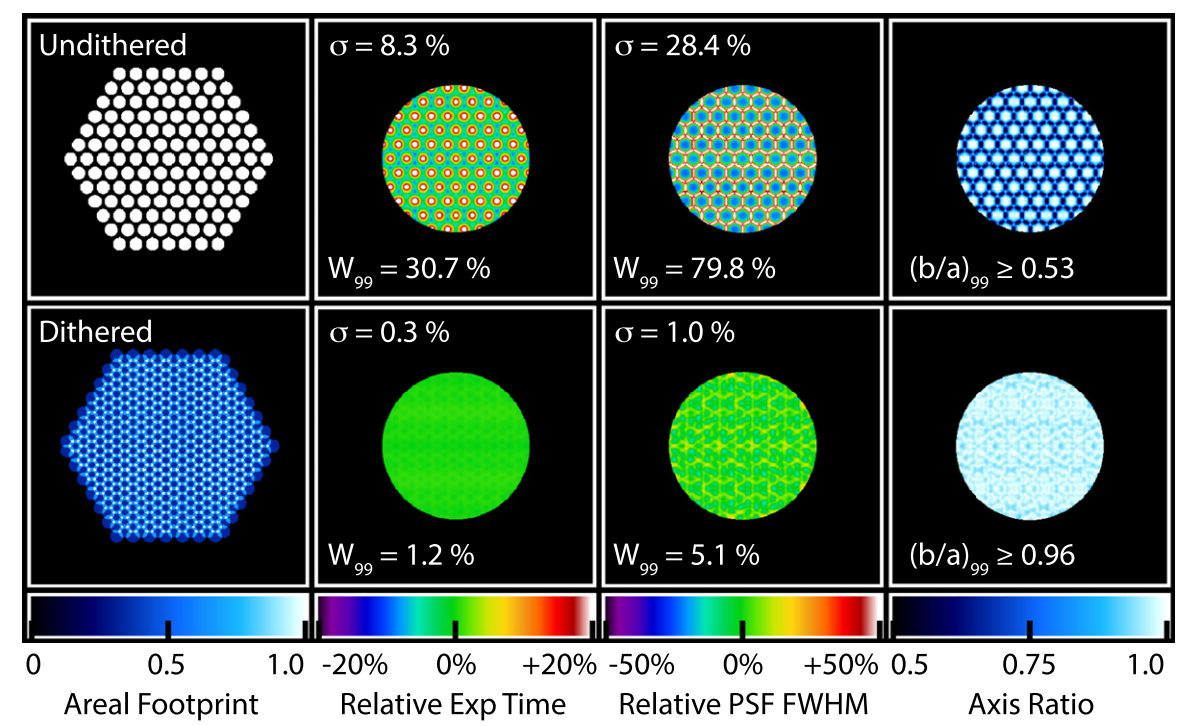 Undithered
σ = 8.3 %
σ = 28.4 %
W99 = 30.7 %
W99 = 79.8 %
(b/a)99 ≥ 0.53
Dithered
σ = 0.3 %
σ = 1.0 %
W99 = 1.2 %
W99 = 5.1 %
(b/a)99 ≥ 0.96
0 0.5 1.0
-20% 0% +20%
-50% 0% +50%
0.5 0.75 1.0
Areal Footprint
Relative Exp Time
Relative PSF FWHM
Axis Ratio